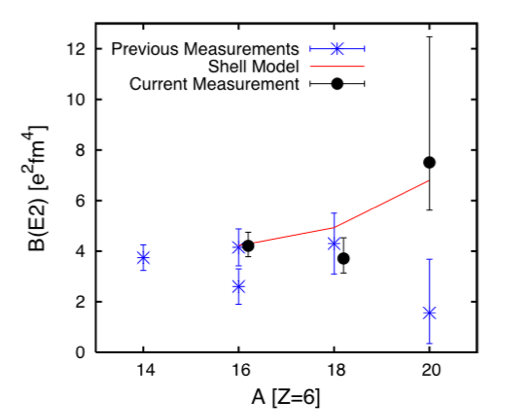 Previous Measurements
Shell Model
Current Measurement
12
10
8
6
4
2
0
B(E2) [e²fm⁴]
14 16 18 20
A [Z=6]